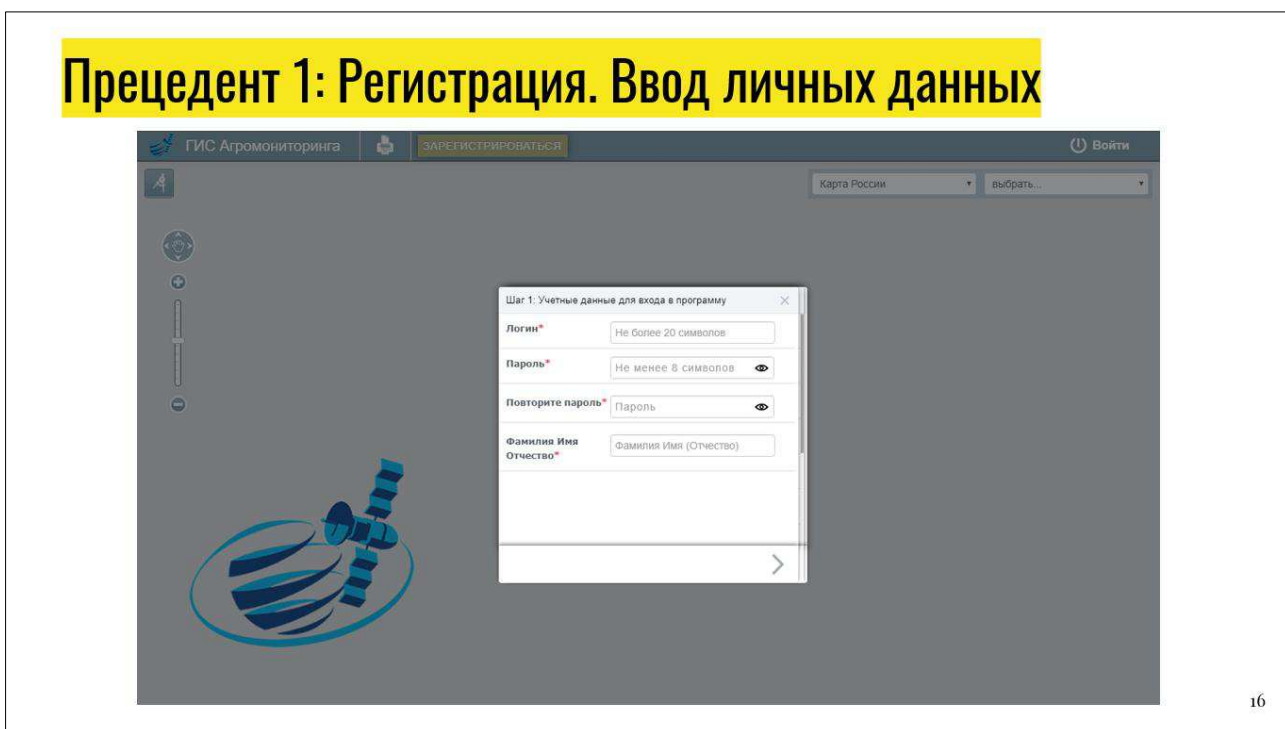 Прецедент 1: Регистрация. Ввод личных данных
ГИС Агромониторинга
ЗАРЕГИСТРИРОВАТЬСЯ
Войти
Карта России
выбрать...
Шаг 1: Учетные данные для входа в программу
Логин*
Не более 20 символов
Пароль*
Не менее 8 символов
Повторите пароль*
Пароль
Фамилия Имя
Отчество*
Фамилия Имя (Отчество)
16